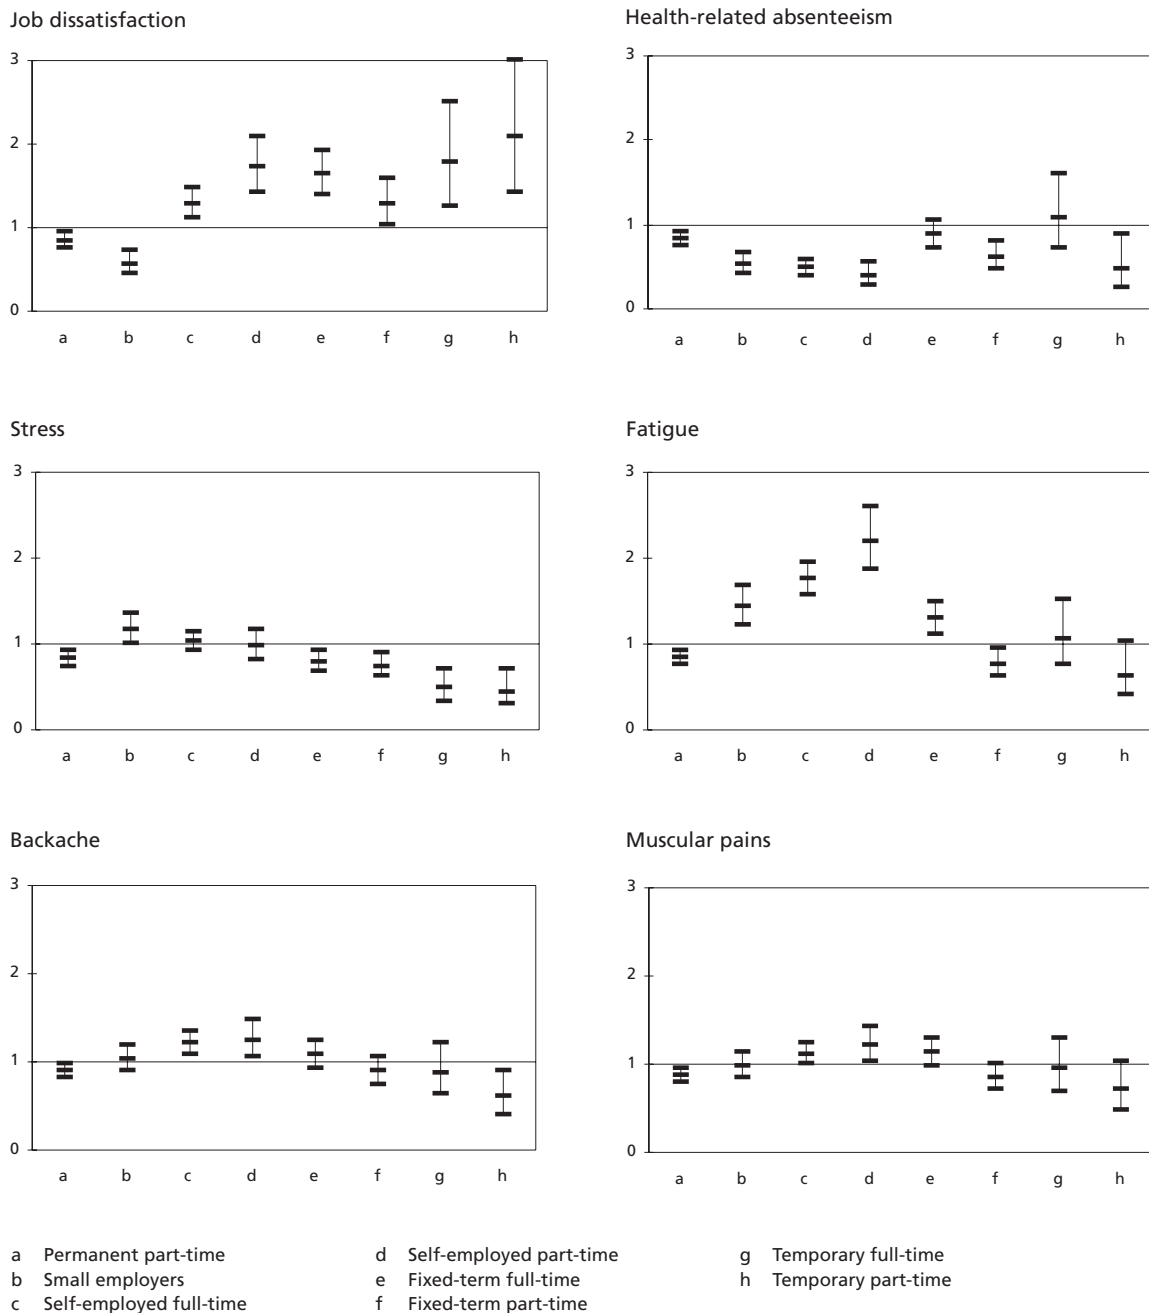 Job dissatisfaction
3
2
1
0
a b c d e f g h
Health-related absenteeism
3
2
1
0
a b c d e f g h
Stress
3
2
1
0
a b c d e f g h
Fatigue
3
2
1
0
a b c d e f g h
Backache
3
2
1
0
a b c d e f g h
Muscular pains
3
2
1
0
a b c d e f g h
a Permanent part-time
b Small employers
c Self-employed full-time
d Self-employed part-time
e Fixed-term full-time
f Fixed-term part-time
g Temporary full-time
h Temporary part-time